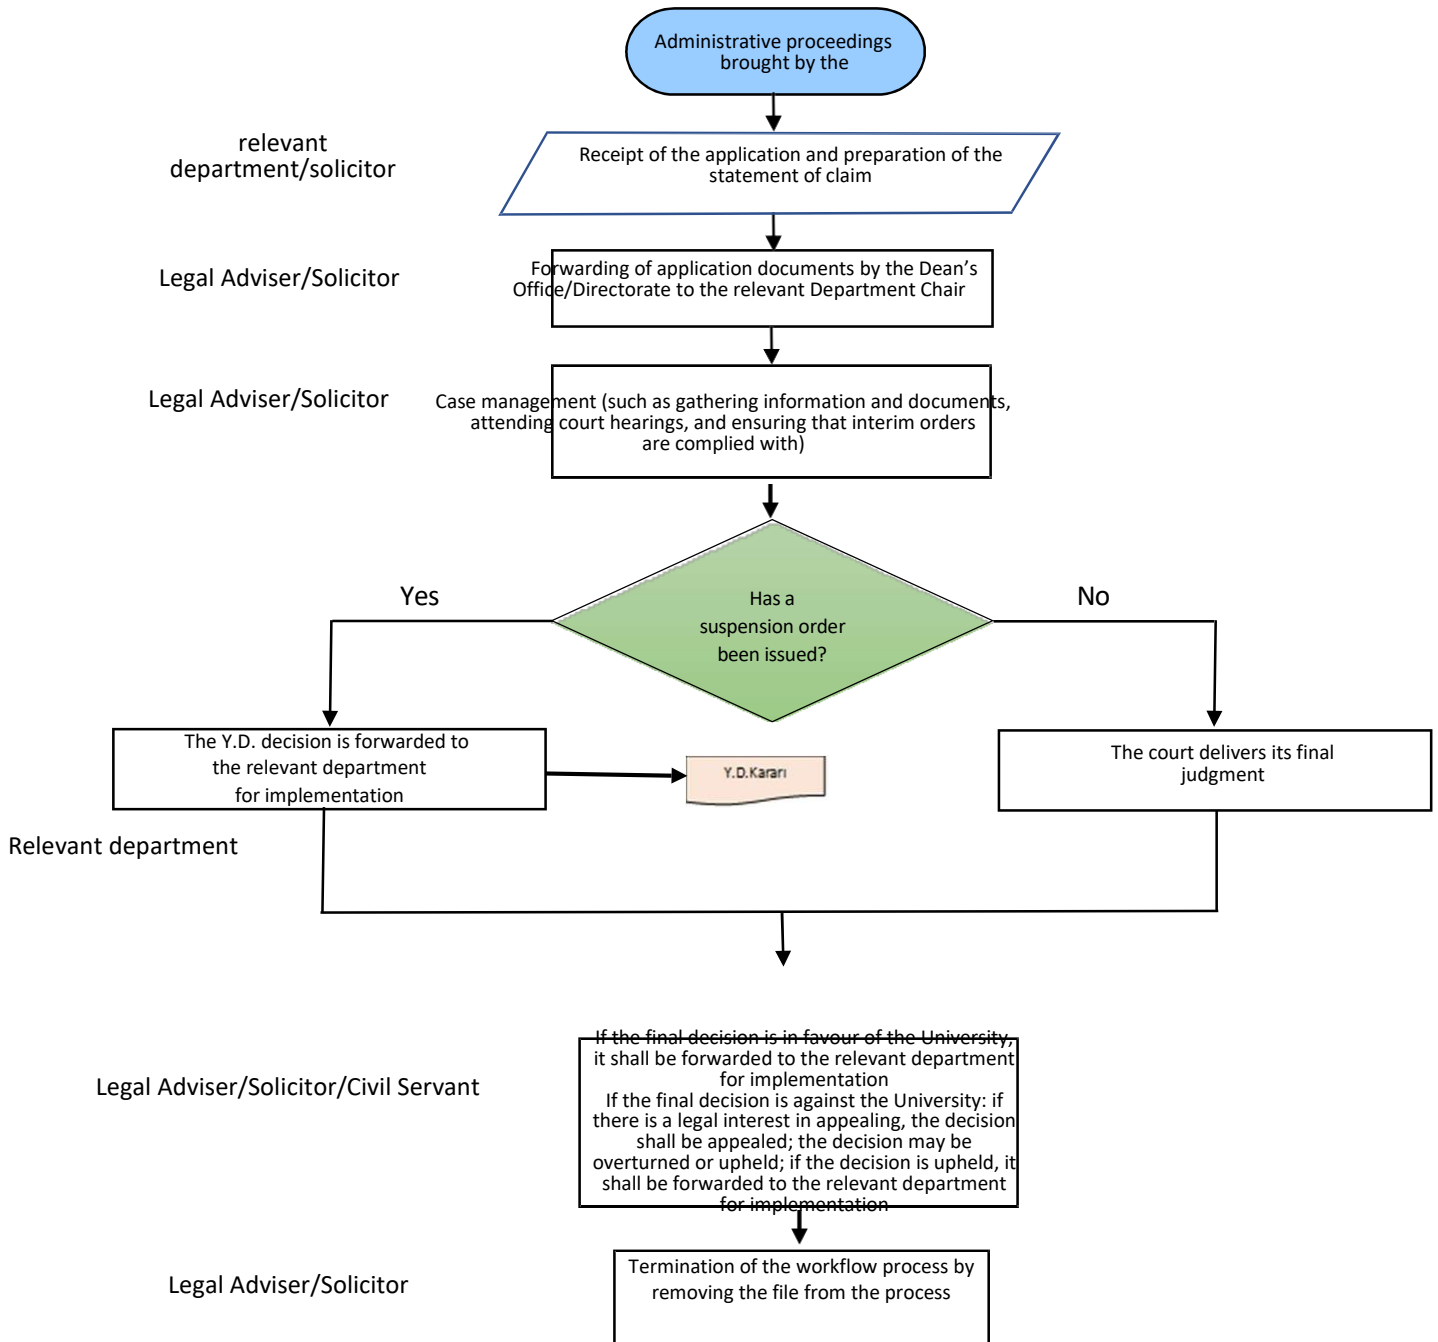 Administrative proceedings
brought by the
relevant
department/solicitor
Receipt of the application and preparation of the
statement of claim
Legal Adviser/Solicitor
Forwarding of application documents by the Dean’s
Office/Directorate to the relevant Department Chair
Legal Adviser/Solicitor
Case management (such as gathering information and documents,
attending court hearings, and ensuring that interim orders
are complied with)
Yes
Has a
suspension order
been issued?
No
The Y.D. decision is forwarded to
the relevant department
for implementation
Y.D.Kararı
The court delivers its final
judgment
Relevant department
Legal Adviser/Solicitor/Civil Servant
If the final decision is in favour of the University,
it shall be forwarded to the relevant department
for implementation
If the final decision is against the University: if
there is a legal interest in appealing, the decision
shall be appealed; the decision may be
overturned or upheld; if the decision is upheld, it
shall be forwarded to the relevant department
for implementation
Legal Adviser/Solicitor
Termination of the workflow process by
removing the file from the process